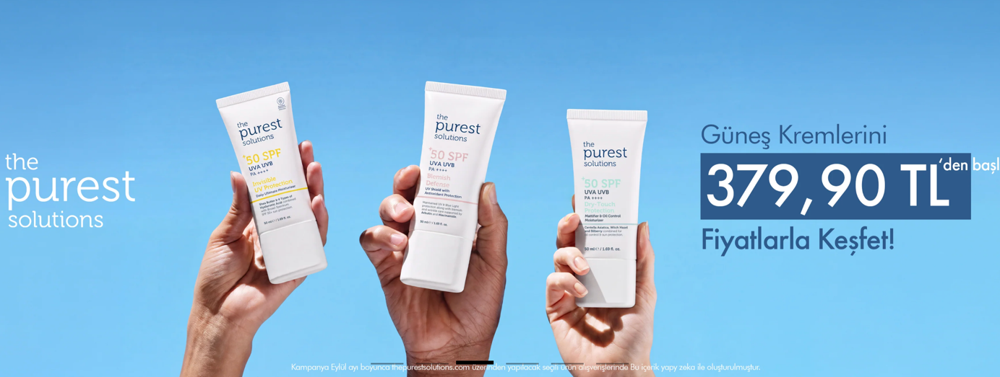 the
purest
solutions
the
purest
solutions
+50 SPF
UVA UVB
PA ++++
Invisible
UV Protection
Daily Ultimate Moisturizer
Shea Butter & 4 Types of
Hyaluronic Acid combined
with Broad Spectrum
SPF 50+ sun protection.
50 ml ℮ / 1.69 fl. oz.
the
purest
solutions
+50 SPF
UVA UVB
PA ++++
Blemish
Defense
UV Shield with
Antioxidant Protection
protection along with blemish
and wrinkle care supported by
Arbutin and Niacinamide.
50 ml ℮ / 1.69 fl. oz.
the
purest
solutions
+50 SPF
UVA UVB
PA ++++
Dry-Touch
Protection
Mattifier & Oil Control
Moisturizer
Centella Asiatica, Witch Hazel
and Bilberry combined for
oil control & sun protection.
50 ml ℮ / 1.69 fl. oz.
Güneş Kremlerini
379,90 TL'den başl
Fiyatlarla Keşfet!
Kampanya Eylül ayı boyunca thepurestsolutions.com üzerinden yapılacak seçili ürün alışverişlerinde Bu içerik yapy zeka ile oluşturulmuştur.